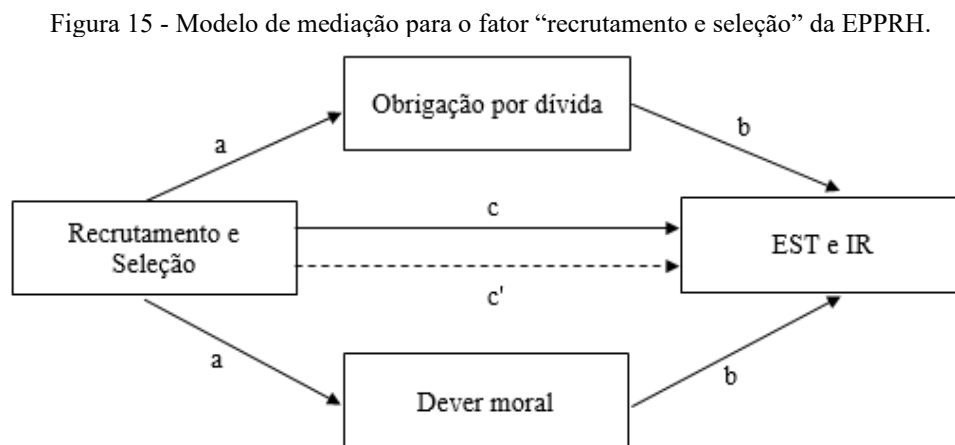 Figura 15 - Modelo de mediação para o fator “recrutamento e seleção” da EPPRH.
Obrigação por dívida
a
b
Recrutamento e
Seleção
c
EST e IR
c'
a
b
Dever moral